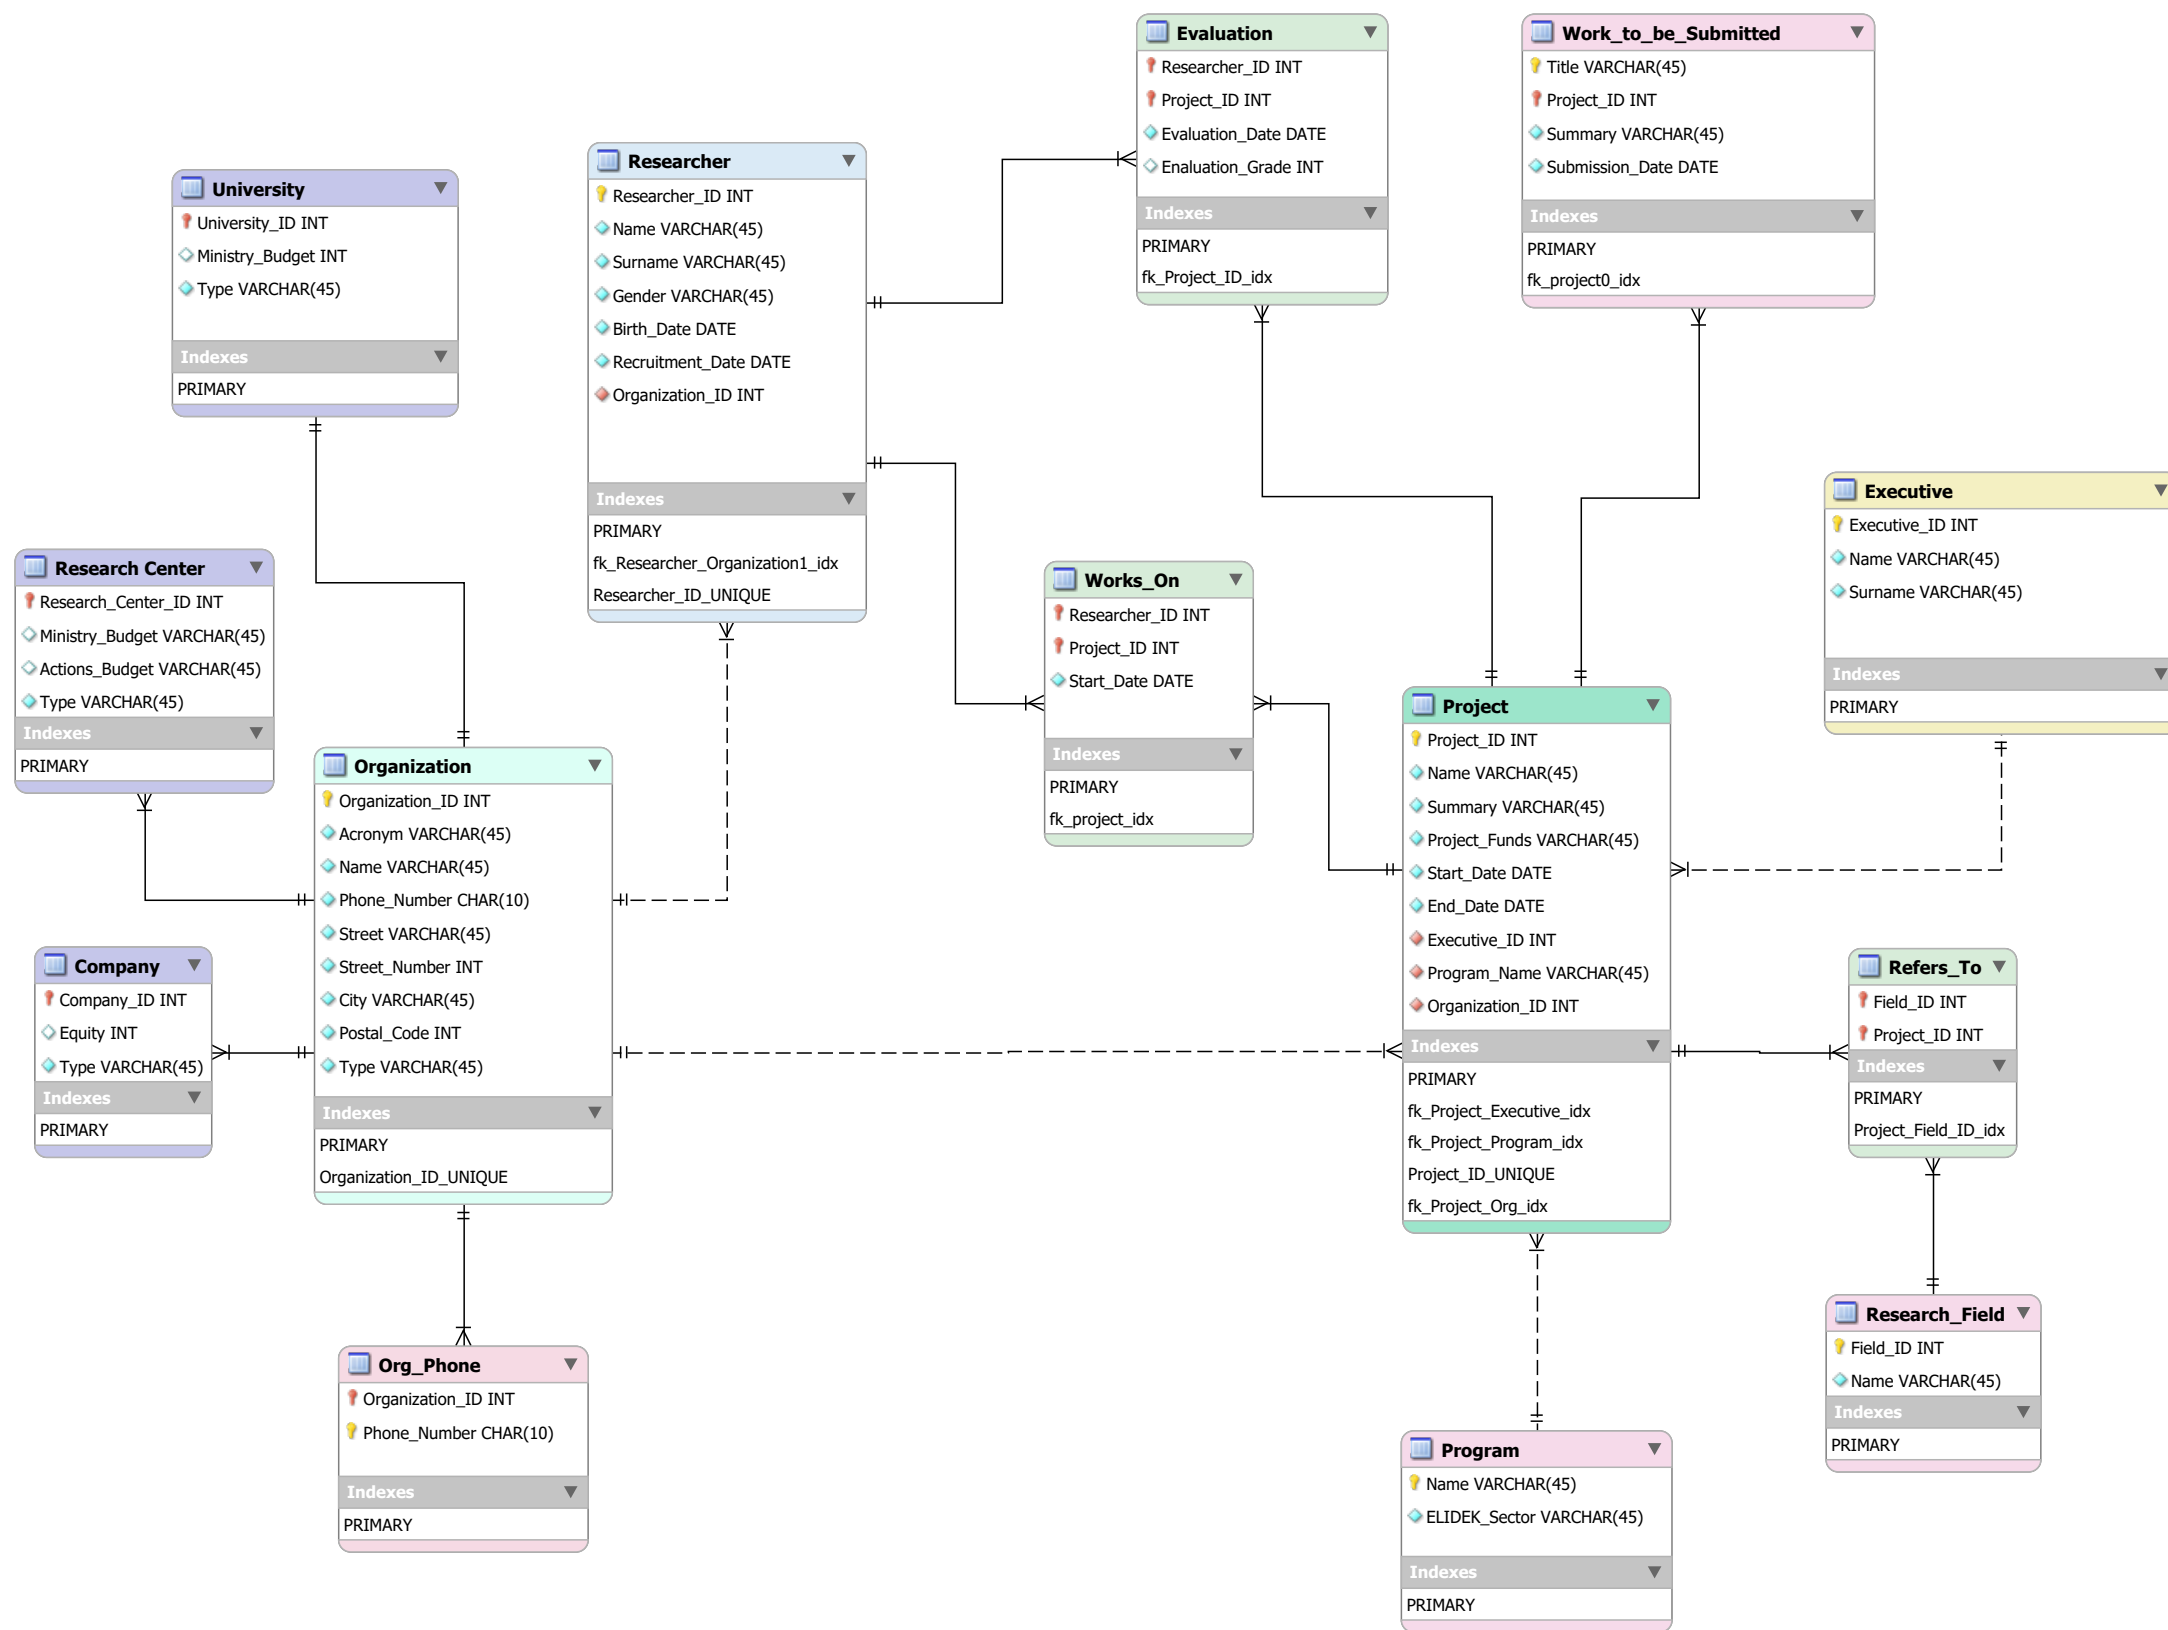 Evaluation
Researcher_ID INT
Project_ID INT
Evaluation_Date DATE
Enaluation_Grade INT
Indexes
PRIMARY
fk_Project_ID_idx
Work_to_be_Submitted
Title VARCHAR(45)
Project_ID INT
Summary VARCHAR(45)
Submission_Date DATE
Indexes
PRIMARY
fk_project0_idx
Researcher
Researcher_ID INT
Name VARCHAR(45)
Surname VARCHAR(45)
Gender VARCHAR(45)
Birth_Date DATE
Recruitment_Date DATE
Organization_ID INT
Indexes
PRIMARY
fk_Researcher_Organization1_idx
Researcher_ID_UNIQUE
University
University_ID INT
Ministry_Budget INT
Type VARCHAR(45)
Indexes
PRIMARY
Executive
Executive_ID INT
Name VARCHAR(45)
Surname VARCHAR(45)
Indexes
PRIMARY
Research Center
Research_Center_ID INT
Ministry_Budget VARCHAR(45)
Actions_Budget VARCHAR(45)
Type VARCHAR(45)
Indexes
PRIMARY
Works_On
Researcher_ID INT
Project_ID INT
Start_Date DATE
Indexes
PRIMARY
fk_project_idx
Project
Project_ID INT
Name VARCHAR(45)
Summary VARCHAR(45)
Project_Funds VARCHAR(45)
Start_Date DATE
End_Date DATE
Executive_ID INT
Program_Name VARCHAR(45)
Organization_ID INT
Indexes
PRIMARY
fk_Project_Executive_idx
fk_Project_Program_idx
Project_ID_UNIQUE
fk_Project_Org_idx
Organization
Organization_ID INT
Acronym VARCHAR(45)
Name VARCHAR(45)
Phone_Number CHAR(10)
Street VARCHAR(45)
Street_Number INT
City VARCHAR(45)
Postal_Code INT
Type VARCHAR(45)
Indexes
PRIMARY
Organization_ID_UNIQUE
Company
Company_ID INT
Equity INT
Type VARCHAR(45)
Indexes
PRIMARY
Refers_To
Field_ID INT
Project_ID INT
Indexes
PRIMARY
Project_Field_ID_idx
Research_Field
Field_ID INT
Name VARCHAR(45)
Indexes
PRIMARY
Org_Phone
Organization_ID INT
Phone_Number CHAR(10)
Indexes
PRIMARY
Program
Name VARCHAR(45)
ELIDEK_Sector VARCHAR(45)
Indexes
PRIMARY